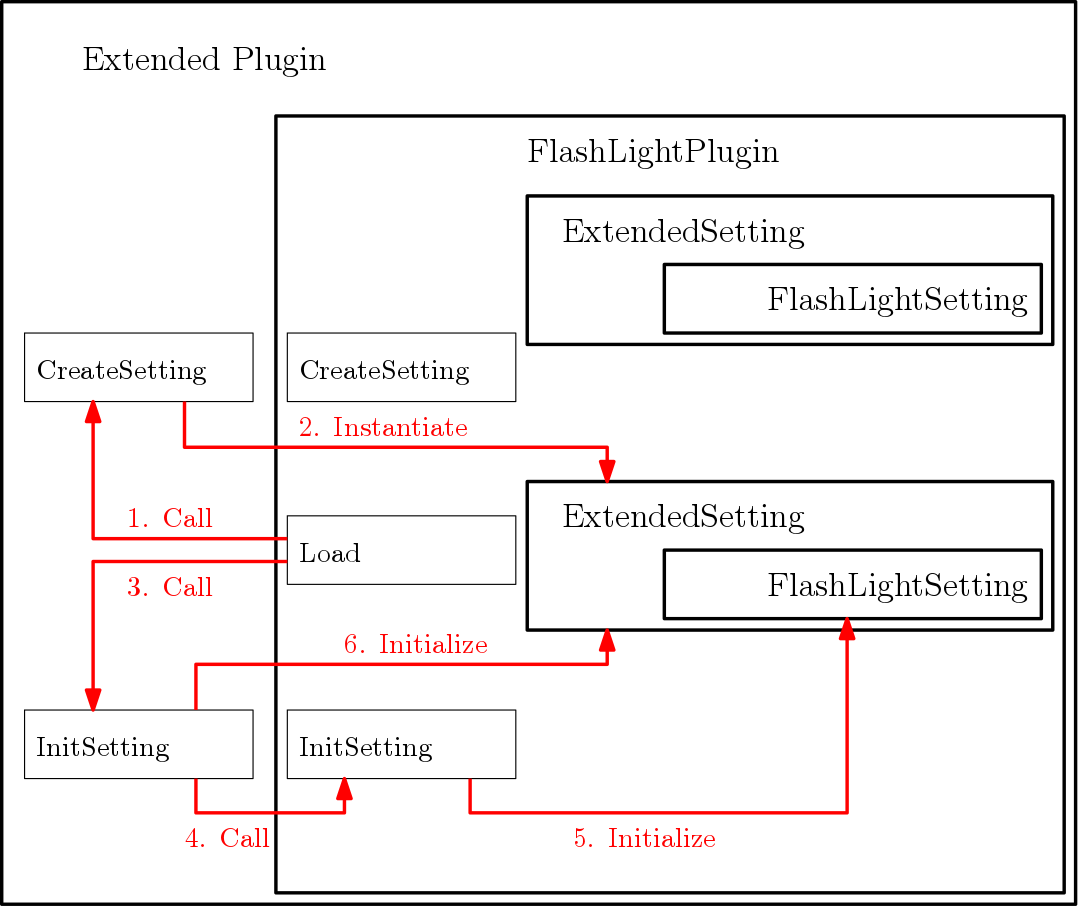 Extended Plugin
FlashLightPlugin
ExtendedSetting
FlashLightSetting
CreateSetting
CreateSetting
2. Instantiate
ExtendedSetting
1. Call
Load
FlashLightSetting
3. Call
6. Initialize
InitSetting
InitSetting
4. Call
5. Initialize